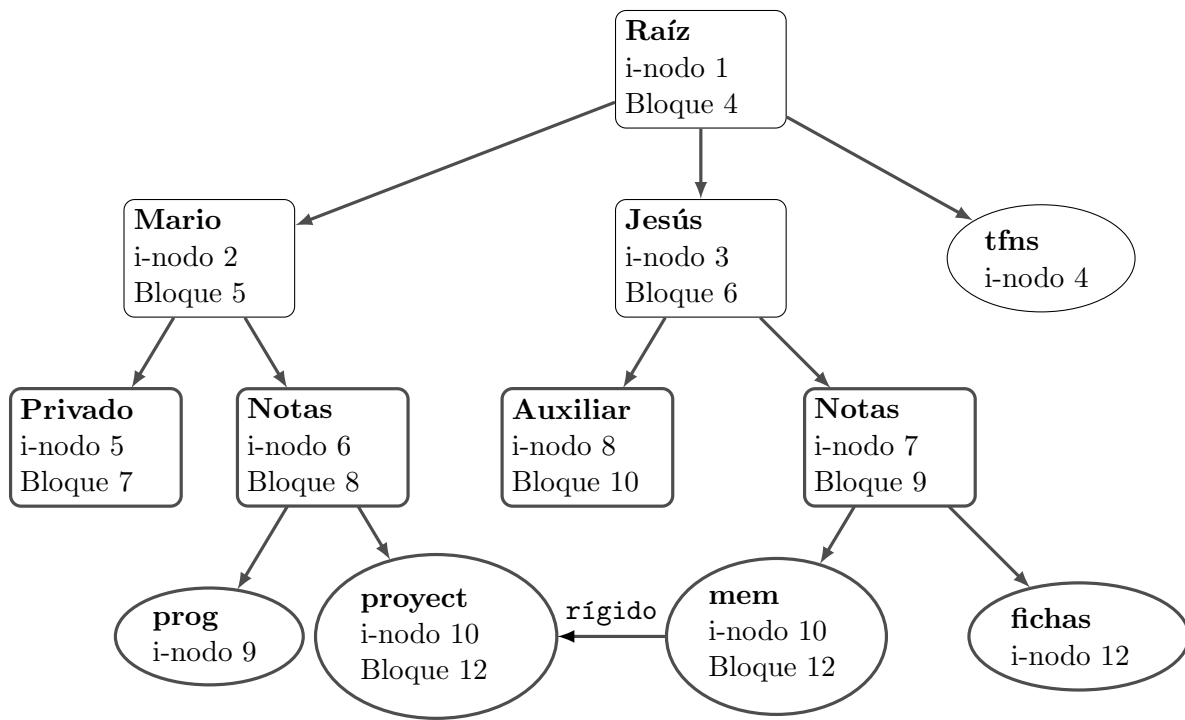 Raíz
i-nodo 1
Bloque 4
Mario
i-nodo 2
Bloque 5
Jesús
i-nodo 3
Bloque 6
tfns
i-nodo 4
Privado
i-nodo 5
Bloque 7
Notas
i-nodo 6
Bloque 8
Auxiliar
i-nodo 8
Bloque 10
Notas
i-nodo 7
Bloque 9
prog
i-nodo 9
proyect
i-nodo 10
Bloque 12
rígido
mem
i-nodo 10
Bloque 12
fichas
i-nodo 12